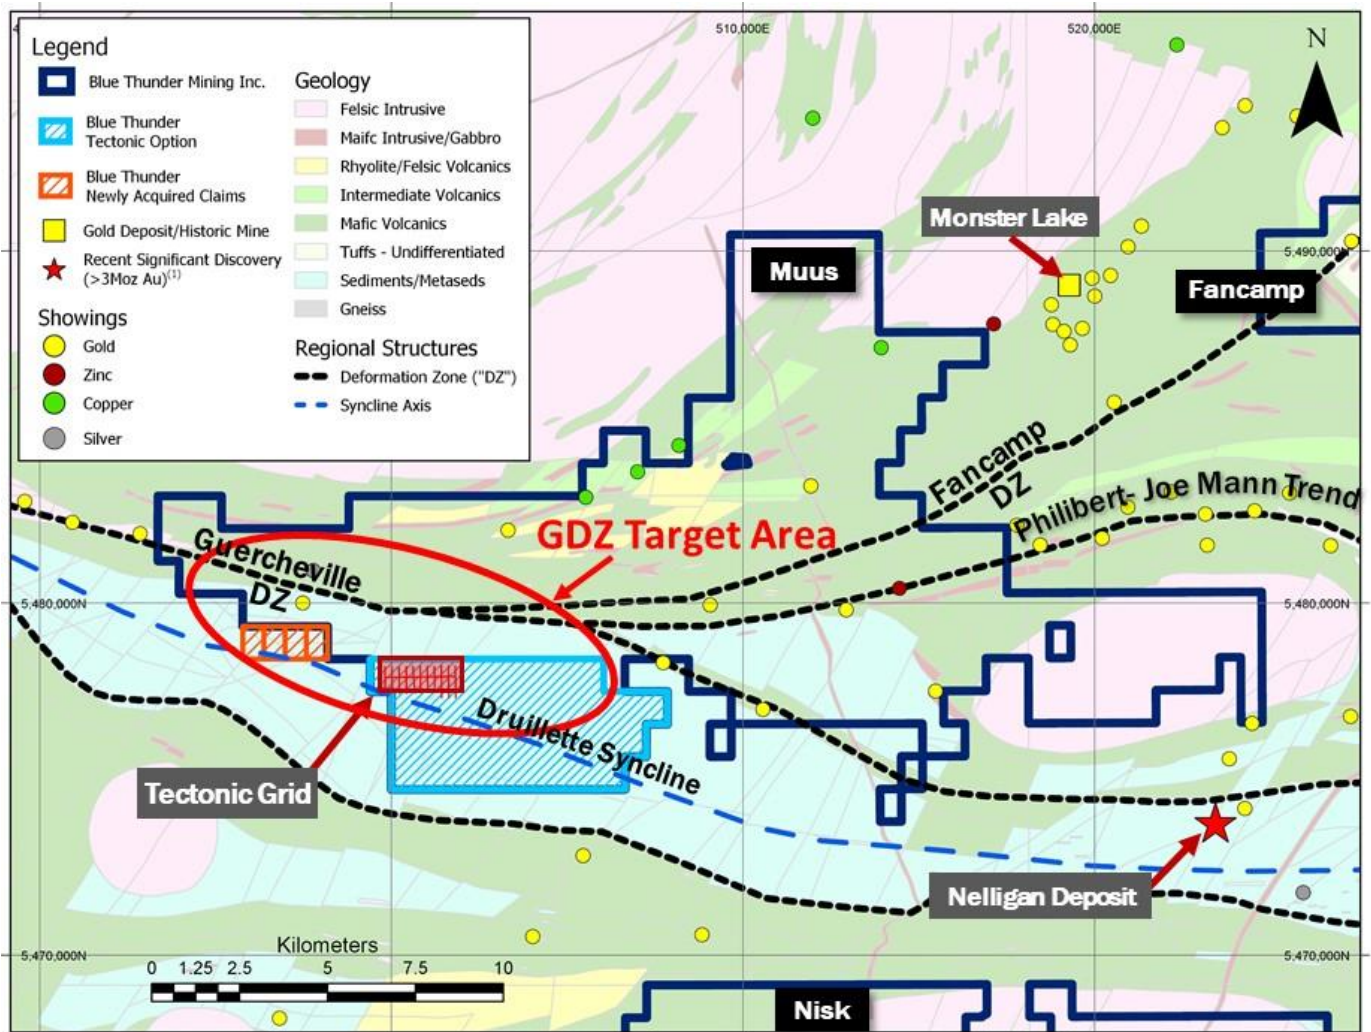 510,000E
520,000E
N
Legend
Blue Thunder Mining Inc.
Blue Thunder
Tectonic Option
Blue Thunder
Newly Acquired Claims
Gold Deposit/Historic Mine
Recent Significant Discovery
(>3Moz Au)(1)
Showings
Gold
Zinc
Copper
Silver
Geology
Felsic Intrusive
Maifc Intrusive/Gabbro
Rhyolite/Felsic Volcanics
Intermediate Volcanics
Mafic Volcanics
Tuffs - Undifferentiated
Sediments/Metaseds
Gneiss
Regional Structures
Deformation Zone ("DZ")
Syncline Axis
Monster Lake
Muus
5,490,000N
Fancamp
Fancamp
DZ
Philibert- Joe Mann Trend
GDZ Target Area
Guercheville
DZ
5,480,000N
5,480,000N
Druillette Syncline
Tectonic Grid
Nelligan Deposit
Kilometers
0 1.25 2.5 5 7.5 10
5,470,000N
5,470,000N
Nisk